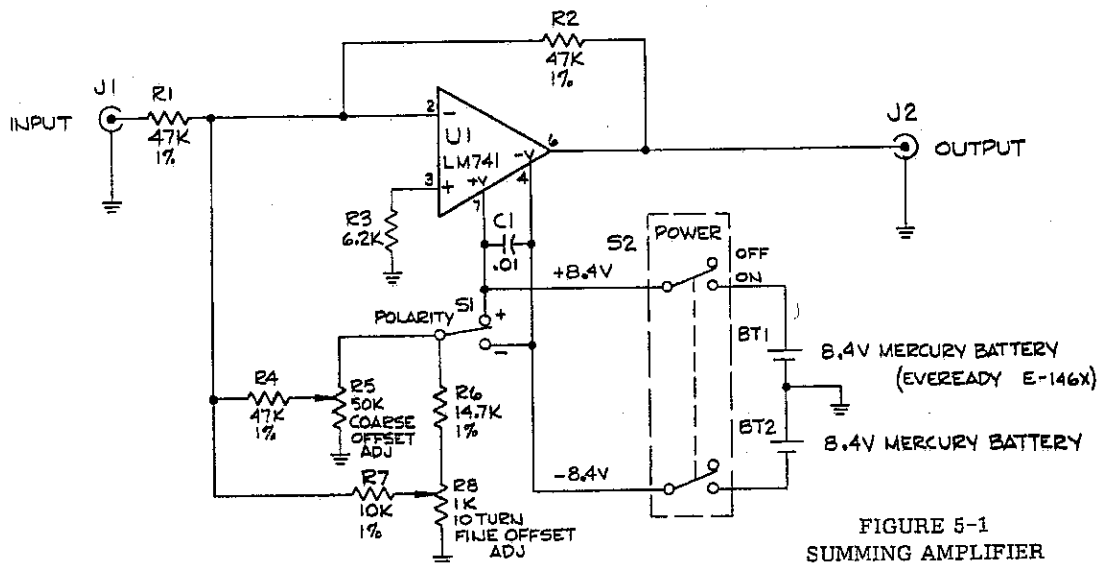 R2
47K
1%
J1
INPUT
R1
47K
1%
2
-
U1
LM741
3
+
+V
7
-V
4
6
J2
OUTPUT
R3
6.2K
C1
.01
S2
POWER
OFF
ON
+8.4V
S1
POLARITY
+
-
BT1
8.4V MERCURY BATTERY
(EVEREADY E-146X)
R4
47K
1%
R5
50K
COARSE
OFFSET
ADJ
R6
14.7K
1%
BT2
8.4V MERCURY BATTERY
-8.4V
R7
10K
1%
R8
1K
10 TURN
FINE OFFSET
ADJ
FIGURE 5-1
SUMMING AMPLIFIER